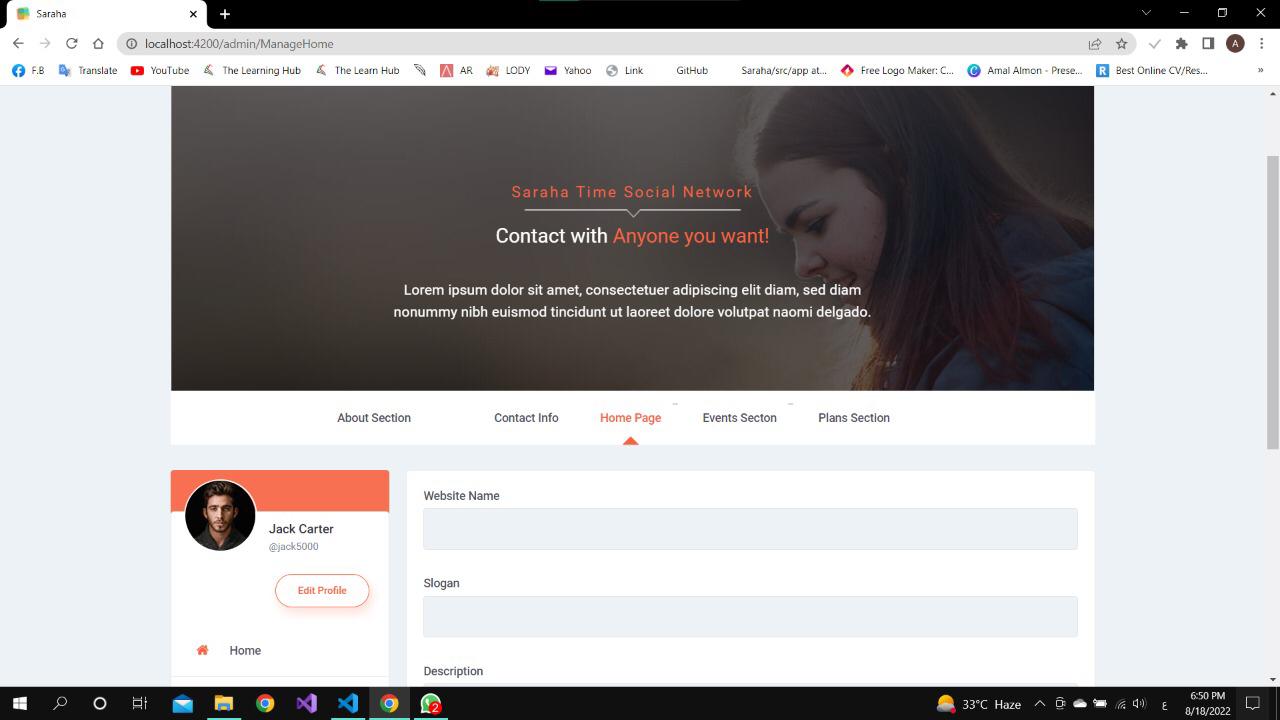 Saraha
localhost:4200/admin/ManageHome
A
F.B
Translate
YouTube
The Learning Hub
The Learn Hub
AR
LODY
Yahoo
Link
GitHub
Saraha/src/app at...
Free Logo Maker: C...
Amal Almon - Prese...
Best Online CV/Res...
»
Saraha Time Social Network
Contact with Anyone you want!
Lorem ipsum dolor sit amet, consectetuer adipiscing elit diam, sed diam
nonummy nibh euismod tincidunt ut laoreet dolore volutpat naomi delgado.
About Section
Contact Info
Home Page
Events Secton
Plans Section
Jack Carter
@jack5000
Edit Profile
Home
Website Name
Slogan
Description
2
33°C Haze
ع
6:50 PM
8/18/2022